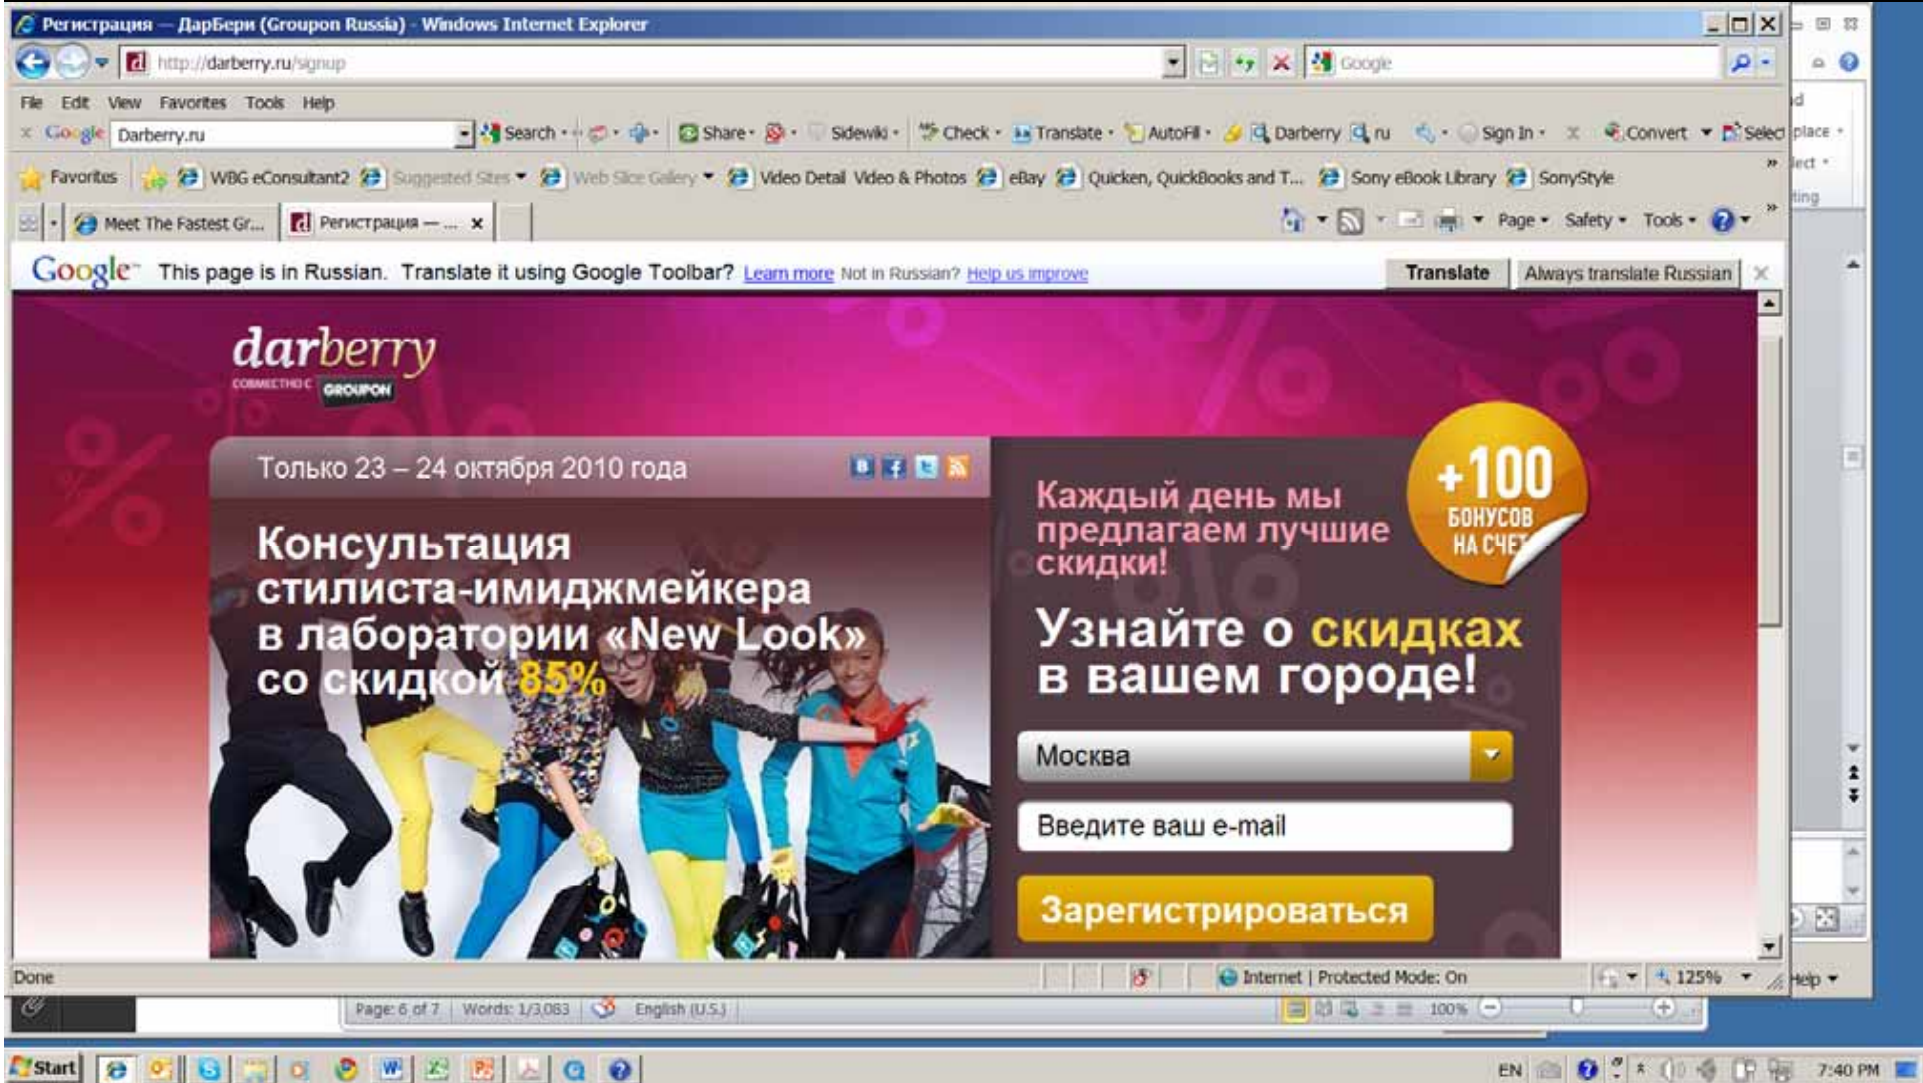 Регистрация — ДарБери (Groupon Russia) - Windows Internet Explorer
http://darberry.ru/signup
Google
File Edit View Favorites Tools Help
x Google Darberry.ru Search Share Sidewiki Check Translate AutoFill Darberry ru Sign In Convert Select
Favorites WBG eConsultant2 Suggested Sites Web Slice Gallery Video Detail Video & Photos eBay Quicken, QuickBooks and T... Sony eBook Library SonyStyle
Meet The Fastest Gr... Регистрация — ... x Page Safety Tools
Google This page is in Russian. Translate it using Google Toolbar? Learn more Not in Russian? Help us improve Translate Always translate Russian
darberry
СОВМЕСТНО С GROUPON
Только 23 – 24 октября 2010 года
Консультация
стилиста-имиджмейкера
в лаборатории «New Look»
со скидкой 85%
Каждый день мы
предлагаем лучшие
скидки!
+100
БОНУСОВ
НА СЧЕТ
Узнайте о скидках
в вашем городе!
Москва
Введите ваш e-mail
Зарегистрироваться
Done Internet | Protected Mode: On 125% Help
Page: 6 of 7 Words: 1/3,083 English (U.S.) 100%
Start EN 7:40 PM